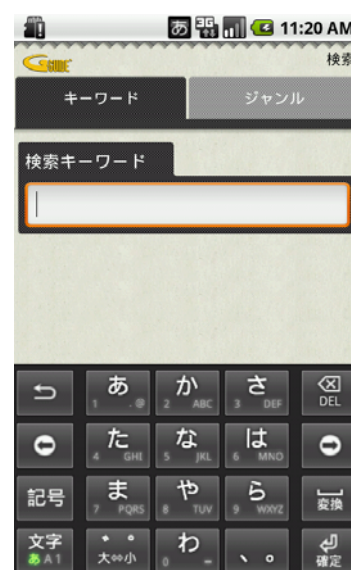 あ 3G 11:20 AM
G GUIDE 検索
キーワード ジャンル
検索キーワード
あ 1 .@ か 2 ABC さ 3 DEF DEL
た 4 GHI な 5 JKL は 6 MNO
記号 ま 7 PQRS や 8 TUV ら 9 WXYZ 変換
文字 あA1 ゛゜大⇔小 わ 0 - 、。 確定